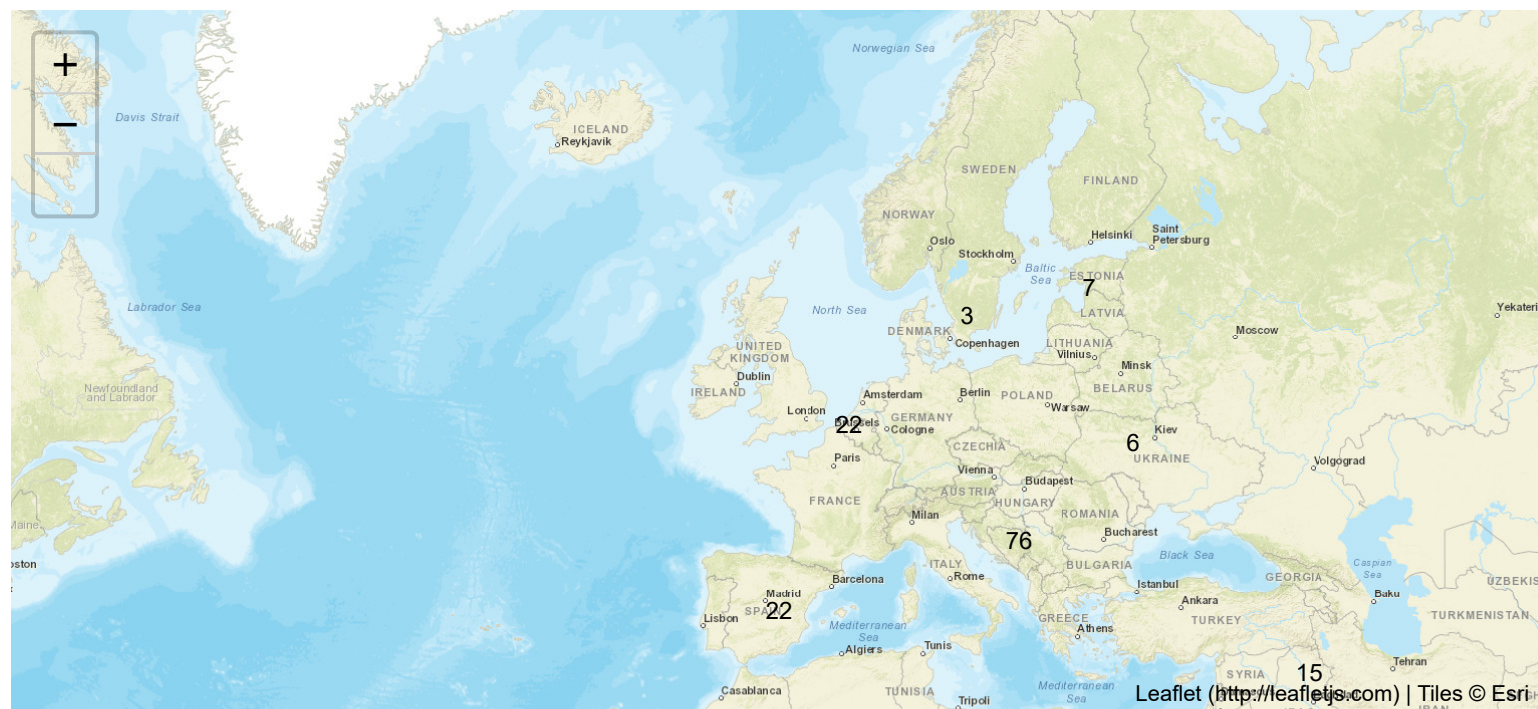 +
−
Norwegian Sea
Davis Strait
ICELAND
Reykjavík
SWEDEN
FINLAND
NORWAY
Oslo
Helsinki
Saint
Petersburg
Stockholm
Baltic
Sea
ESTONIA
7
Labrador Sea
North Sea
3
LATVIA
Yekateri
DENMARK
Copenhagen
Moscow
UNITED
KINGDOM
LITHUANIA
Vilnius
Minsk
Dublin
IRELAND
BELARUS
Newfoundland
and Labrador
Amsterdam
Berlin
POLAND
Warsaw
London
Brussels
22
GERMANY
Cologne
Kiev
6
UKRAINE
CZECHIA
Paris
Vienna
Volgograd
Budapest
AUSTRIA
HUNGARY
FRANCE
Milan
ROMANIA
Maine
Bucharest
76
Black Sea
oston
ITALY
Rome
BULGARIA
Caspian
Sea
GEORGIA
Barcelona
Istanbul
UZBEKIS
Madrid
SPAIN
22
Ankara
Baku
Lisbon
GREECE
TURKEY
TURKMENISTAN
Mediterranean
Sea
Athens
Algiers
Tunis
Tehran
15
SYRIA
Casablanca
TUNISIA
Tripoli
Mediterranean
Sea
Leaflet (http://leafletjs.com) | Tiles © Esri